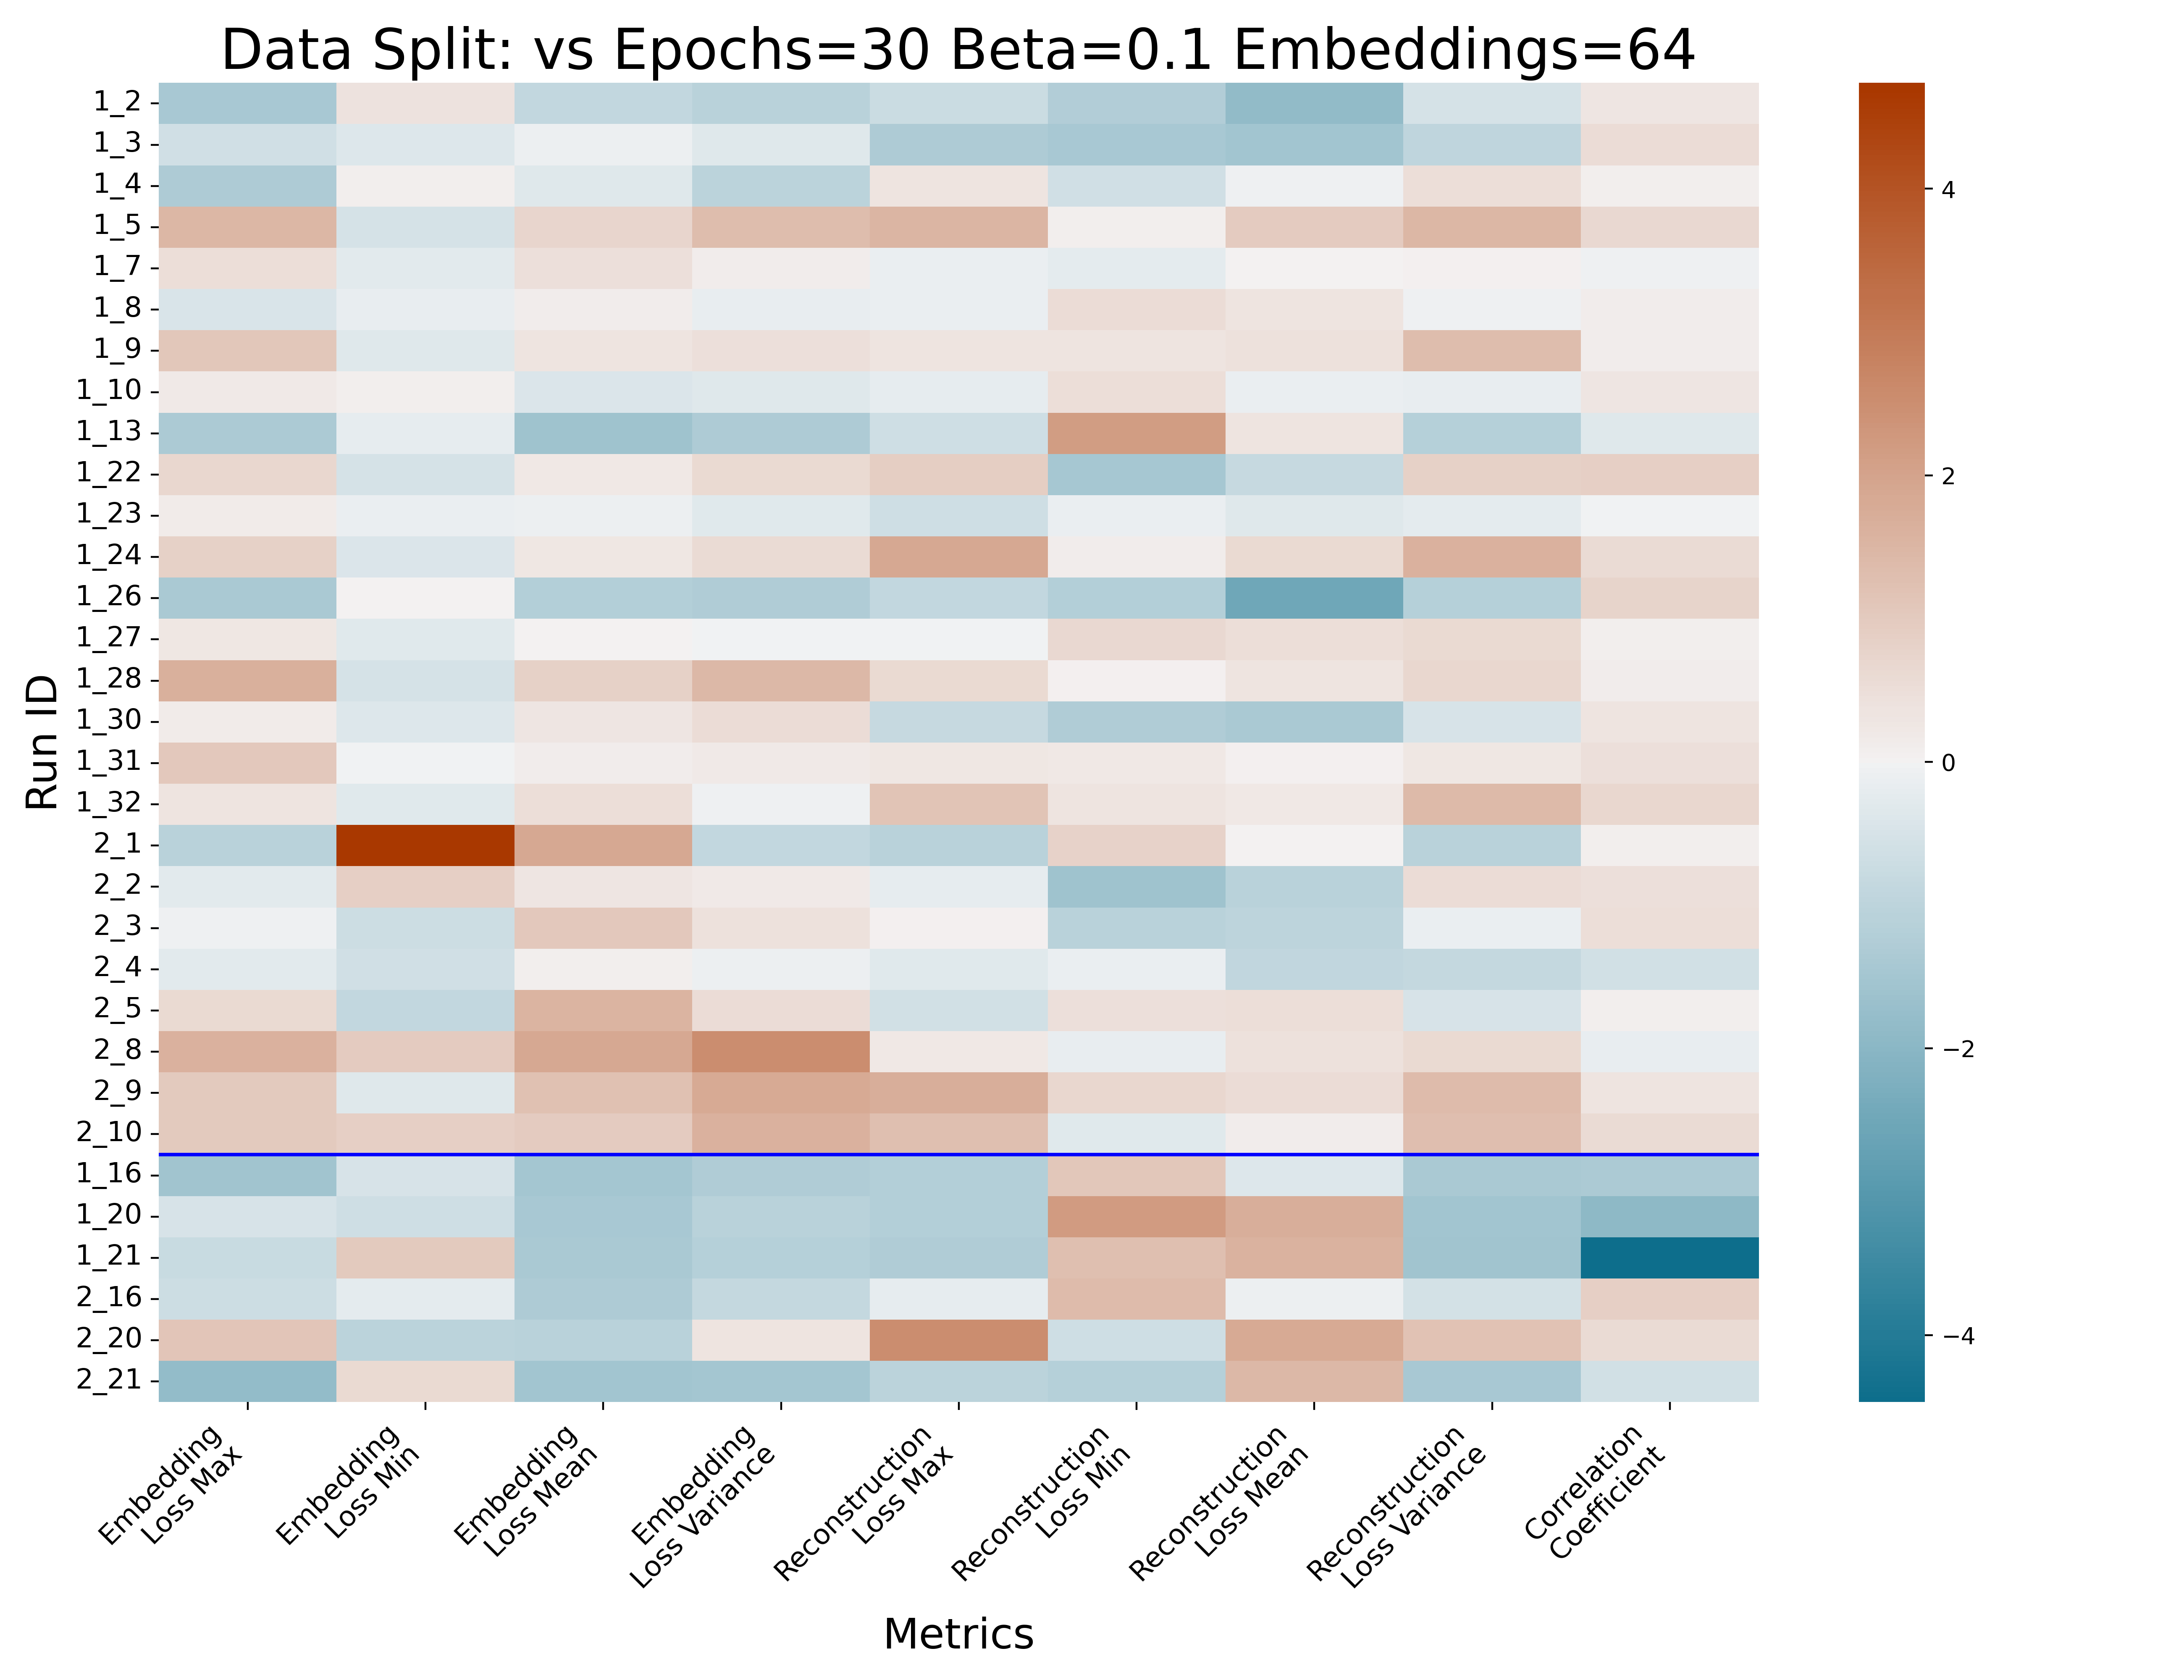 Data Split: vs Epochs=30 Beta=0.1 Embeddings=64
Run ID
1_2
1_3
1_4
1_5
1_7
1_8
1_9
1_10
1_13
1_22
1_23
1_24
1_26
1_27
1_28
1_30
1_31
1_32
2_1
2_2
2_3
2_4
2_5
2_8
2_9
2_10
1_16
1_20
1_21
2_16
2_20
2_21
Embedding
Loss Max
Embedding
Loss Min
Embedding
Loss Mean
Embedding
Loss Variance
Reconstruction
Loss Max
Reconstruction
Loss Min
Reconstruction
Loss Mean
Reconstruction
Loss Variance
Correlation
Coefficient
Metrics
4
2
0
−2
−4